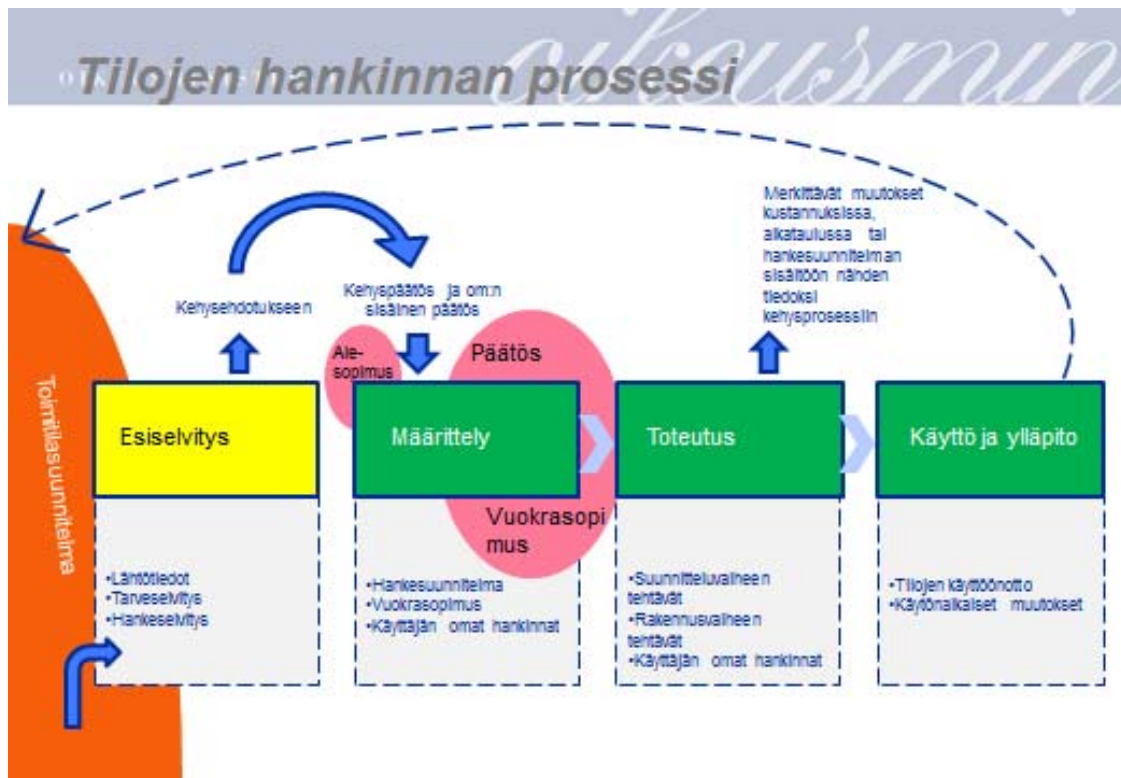 Tilojen hankinnan prosessi
oikeusmin
Merkittävät muutokset
kustannuksissa,
aikataulussa tai
hankesuunnitelman
sisältöön nähden
tiedoksi
kehysprosessiin
Kehysehdotukseen
Kehyspäätös ja om:n
sisäinen päätös
Aie-
sopimus
Päätös
Toimitilasuunnitelma
Esiselvitys
Määrittely
Toteutus
Käyttö ja ylläpito
Vuokrasopi
mus
•Lähtötiedot
•Tarveselvitys
•Hankeselvitys
•Hankesuunnitelma
•Vuokrasopimus
•Käyttäjän omat hankinnat
•Suunnitteluvaiheen
tehtävät
•Rakennusvaiheen
tehtävät
•Käyttäjän omat hankinnat
•Tilojen käyttöönotto
•Käytönaikaiset muutokset